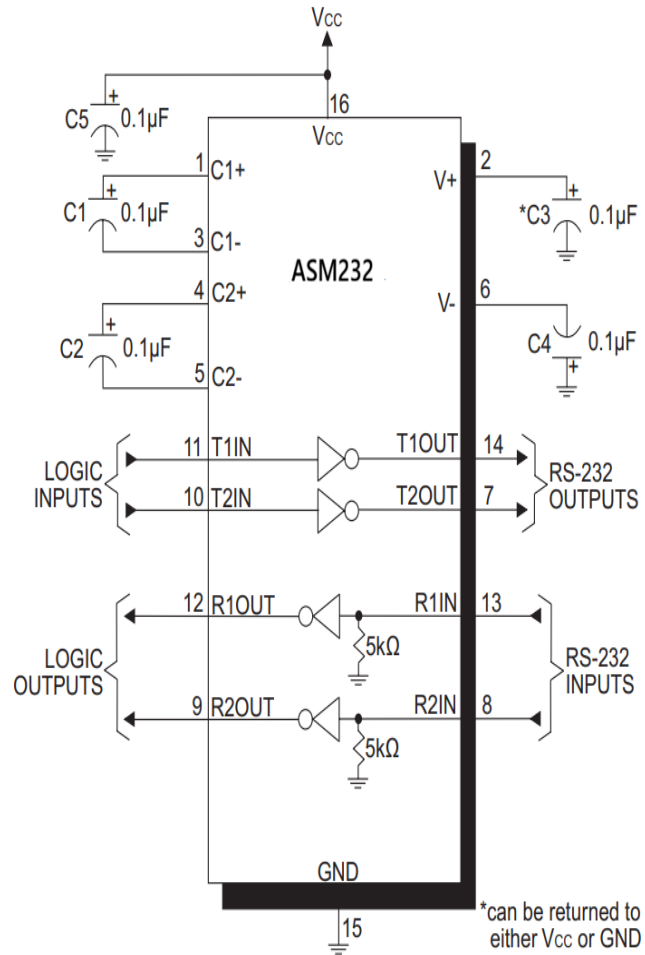 Vcc
+
C5
0.1µF
16
Vcc
1
C1+
+
C1
0.1µF
3
C1-
2
V+
+
*C3
0.1µF
ASM232
4
C2+
+
C2
0.1µF
5
C2-
6
V-
C4
0.1µF
+
LOGIC
INPUTS
11
T1IN
T1OUT
14
10
T2IN
T2OUT
7
RS-232
OUTPUTS
LOGIC
OUTPUTS
12
R1OUT
R1IN
13
5kΩ
9
R2OUT
R2IN
8
5kΩ
RS-232
INPUTS
GND
15
*can be returned to
either Vcc or GND